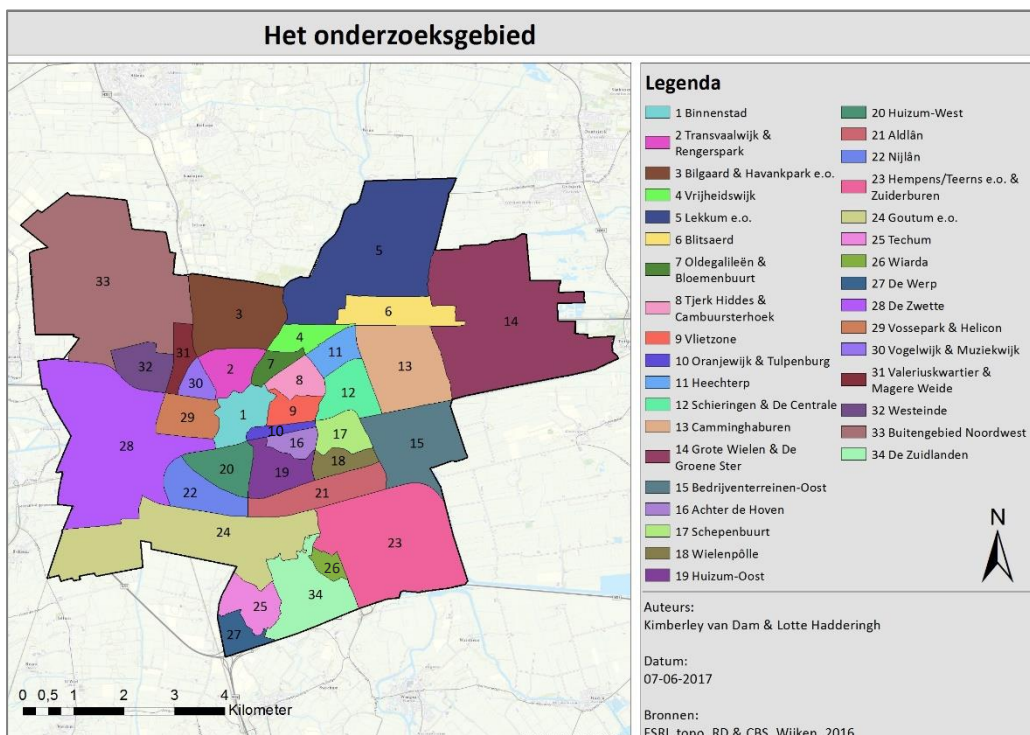 Het onderzoeksgebied
33
5
3
6
14
4
31
32
7
11
2
13
30
8
12
1
9
29
10
28
17
15
16
18
20
19
22
21
24
23
26
34
25
27
0 0,5 1 2 3 4
Kilometer
Legenda
1 Binnenstad
2 Transvaalwijk &
Rengerspark
3 Bilgaard & Havankpark e.o.
4 Vrijheidswijk
5 Lekkum e.o.
6 Blitsaerd
7 Oldegalileën &
Bloemenbuurt
8 Tjerk Hiddes &
Cambuursterhoek
9 Vlietzone
10 Oranjewijk & Tulpenburg
11 Heechterp
12 Schieringen & De Centrale
13 Camminghaburen
14 Grote Wielen & De
Groene Ster
15 Bedrijventerreinen-Oost
16 Achter de Hoven
17 Schepenbuurt
18 Wielenpôlle
19 Huizum-Oost
20 Huizum-West
21 Aldlân
22 Nijlân
23 Hempens/Teerns e.o. &
Zuiderburen
24 Goutum e.o.
25 Techum
26 Wiarda
27 De Werp
28 De Zwette
29 Vossepark & Helicon
30 Vogelwijk & Muziekwijk
31 Valeriuskwartier &
Magere Weide
32 Westeinde
33 Buitengebied Noordwest
34 De Zuidlanden
N
Auteurs:
Kimberley van Dam & Lotte Hadderingh
Datum:
07-06-2017
Bronnen:
ESRI, topo, RD & CBS, Wijken, 2016